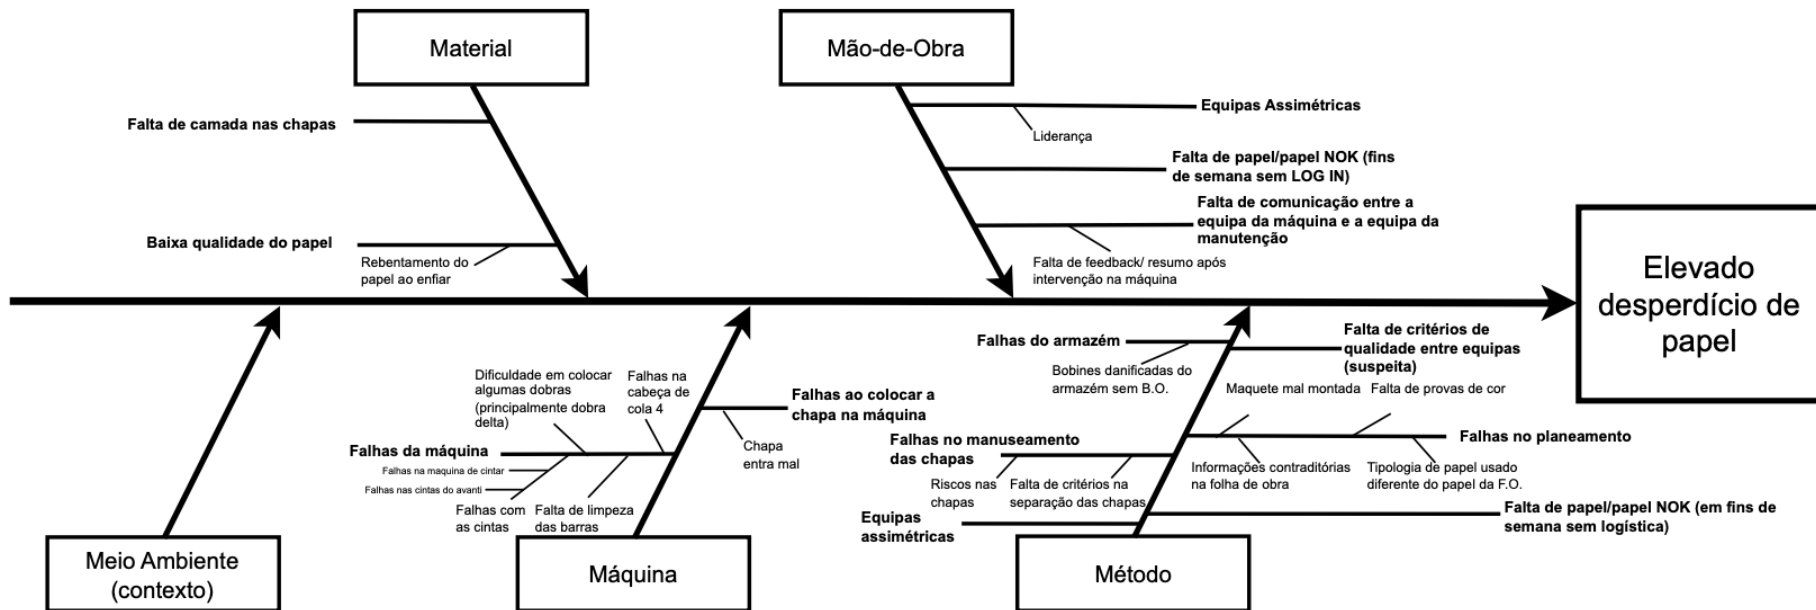 Material
Falta de camada nas chapas
Baixa qualidade do papel
Rebentamento do
papel ao enfiar
Mão-de-Obra
Equipas Assimétricas
Liderança
Falta de papel/papel NOK (fins
de semana sem LOG IN)
Falta de comunicação entre a
equipa da máquina e a equipa da
manutenção
Falta de feedback/ resumo após
intervenção na máquina
Elevado
desperdício de
papel
Meio Ambiente
(contexto)
Dificuldade em colocar
algumas dobras
(principalmente dobra
delta)
Falhas na
cabeça de
cola 4
Falhas da máquina
Falhas na maquina de cintar
Falhas nas cintas do avanti
Falhas com
as cintas
Falta de limpeza
das barras
Falhas ao colocar a
chapa na máquina
Chapa
entra mal
Máquina
Falhas do armazém
Bobines danificadas do
armazém sem B.O.
Falta de critérios de
qualidade entre equipas
(suspeita)
Maquete mal montada
Falta de provas de cor
Falhas no manuseamento
das chapas
Riscos nas
chapas
Falta de critérios na
separação das chapas
Falhas no planeamento
Informações contraditórias
na folha de obra
Tipologia de papel usado
diferente do papel da F.O.
Equipas
assimétricas
Falta de papel/papel NOK (em fins de
semana sem logística)
Método